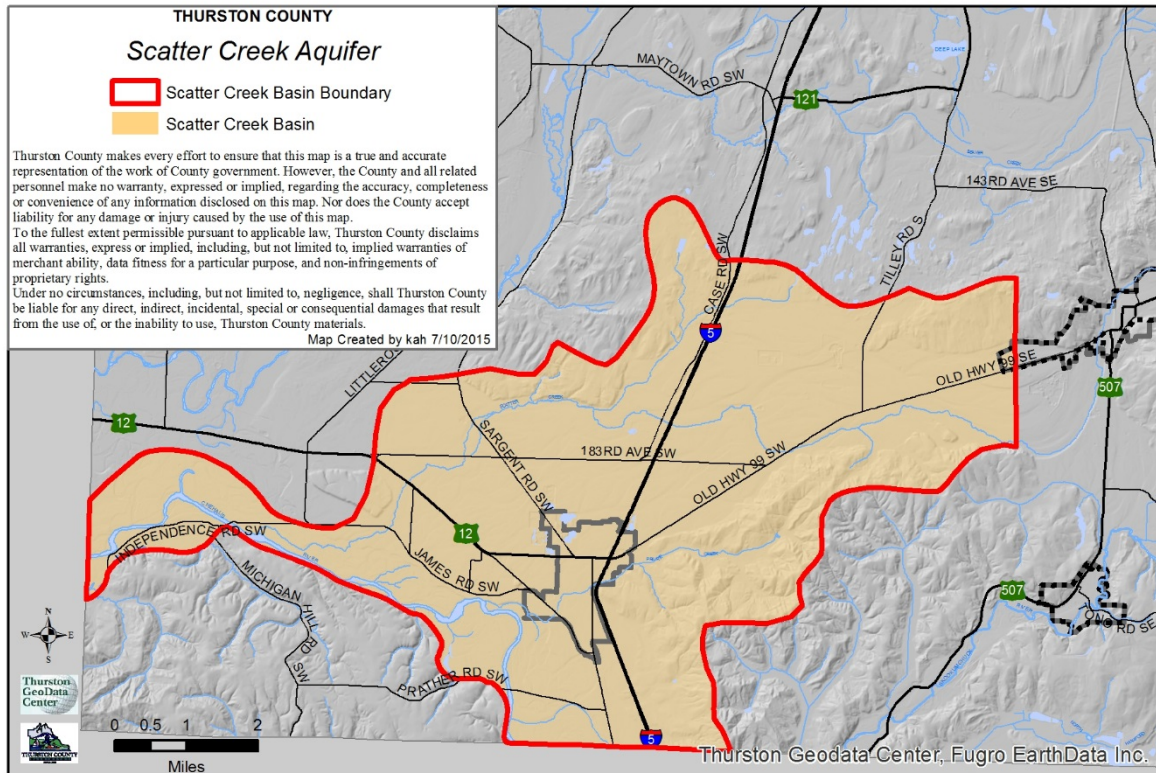 THURSTON COUNTY
Scatter Creek Aquifer
Scatter Creek Basin Boundary
Scatter Creek Basin
Thurston County makes every effort to ensure that this map is a true and accurate
representation of the work of County government. However, the County and all related
personnel make no warranty, expressed or implied, regarding the accuracy, completeness
or convenience of any information disclosed on this map. Nor does the County accept
liability for any damage or injury caused by the use of this map.
To the fullest extent permissible pursuant to applicable law, Thurston County disclaims
all warranties, express or implied, including, but not limited to, implied warranties of
merchant ability, data fitness for a particular purpose, and non-infringements of
proprietary rights.
Under no circumstances, including, but not limited to, negligence, shall Thurston County
be liable for any direct, indirect, incidental, special or consequential damages that result
from the use of, or the inability to use, Thurston County materials.
Map Created by kah 7/10/2015
DEEP LAKE
MAYTOWN RD SW
121
143RD AVE SE
TILLEY RD S
CASE RD SW
5
OLD HWY 99 SE
507
12
SCATTER CREEK
SARGENT RD SW
183RD AVE SW
OLD HWY 99 SW
12
INDEPENDENCE RD SW
JAMES RD SW
MICHIGAN HILL RD SW
PRATHER RD SW
507
RD SE
5
N
W E
S
Thurston
GeoData
Center
THURSTON COUNTY
0 0.5 1 2
Miles
Thurston Geodata Center, Fugro EarthData Inc.